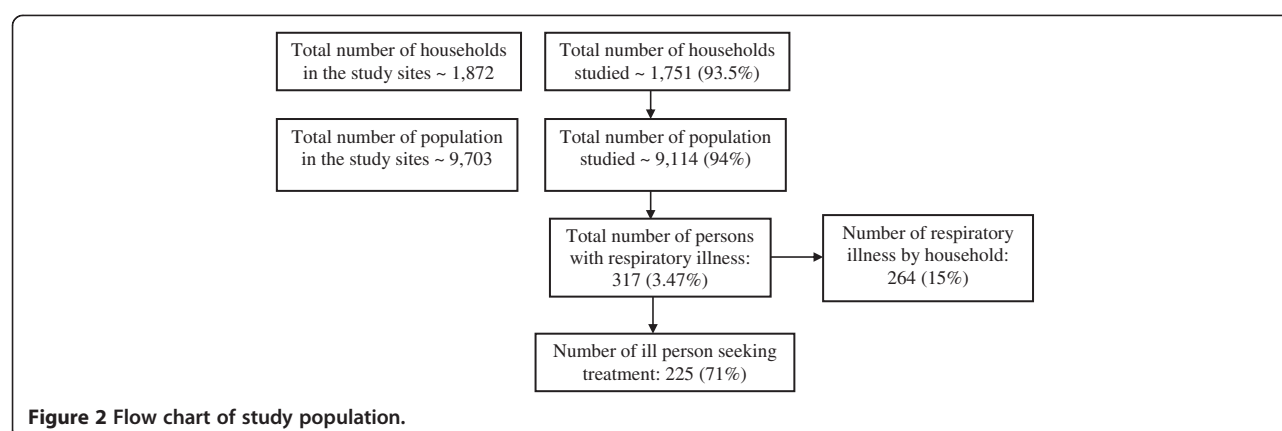 Total number of households
in the study sites ~ 1,872
Total number of households
studied ~ 1,751 (93.5%)
Total number of population
in the study sites ~ 9,703
Total number of population
studied ~ 9,114 (94%)
Total number of persons
with respiratory illness:
317 (3.47%)
Number of respiratory
illness by household:
264 (15%)
Number of ill person seeking
treatment: 225 (71%)
Figure 2 Flow chart of study population.